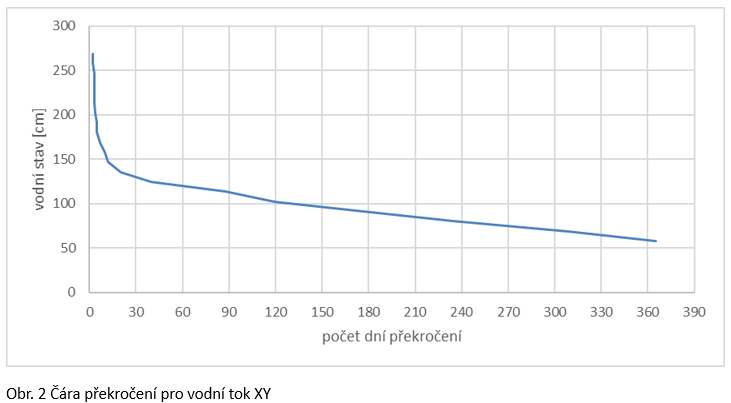 300
250
200
150
100
50
0
vodní stav [cm]
0 30 60 90 120 150 180 210 240 270 300 330 360 390
počet dní překročení
Obr. 2 Čára překročení pro vodní tok XY